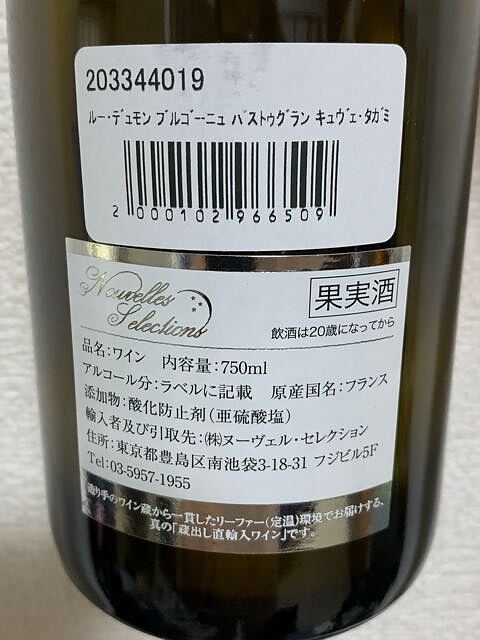 203344019
ルー・デュモン ブルゴーニュ パストゥグラン キュヴェ・タガミ
2 000102 966509
Nouvelles
Selections
果実酒
飲酒は20歳になってから
品名：ワイン　内容量：750ml
アルコール分：ラベルに記載　原産国名：フランス
添加物：酸化防止剤（亜硫酸塩）
輸入者及び引取先：㈱ヌーヴェル・セレクション
住所：東京都豊島区南池袋3-18-31 フジビル5F
Tel：03-5957-1955
造り手のワイン蔵から一貫したリーファー（定温）環境でお届けする、
真の「蔵出し直輸入ワイン」です。